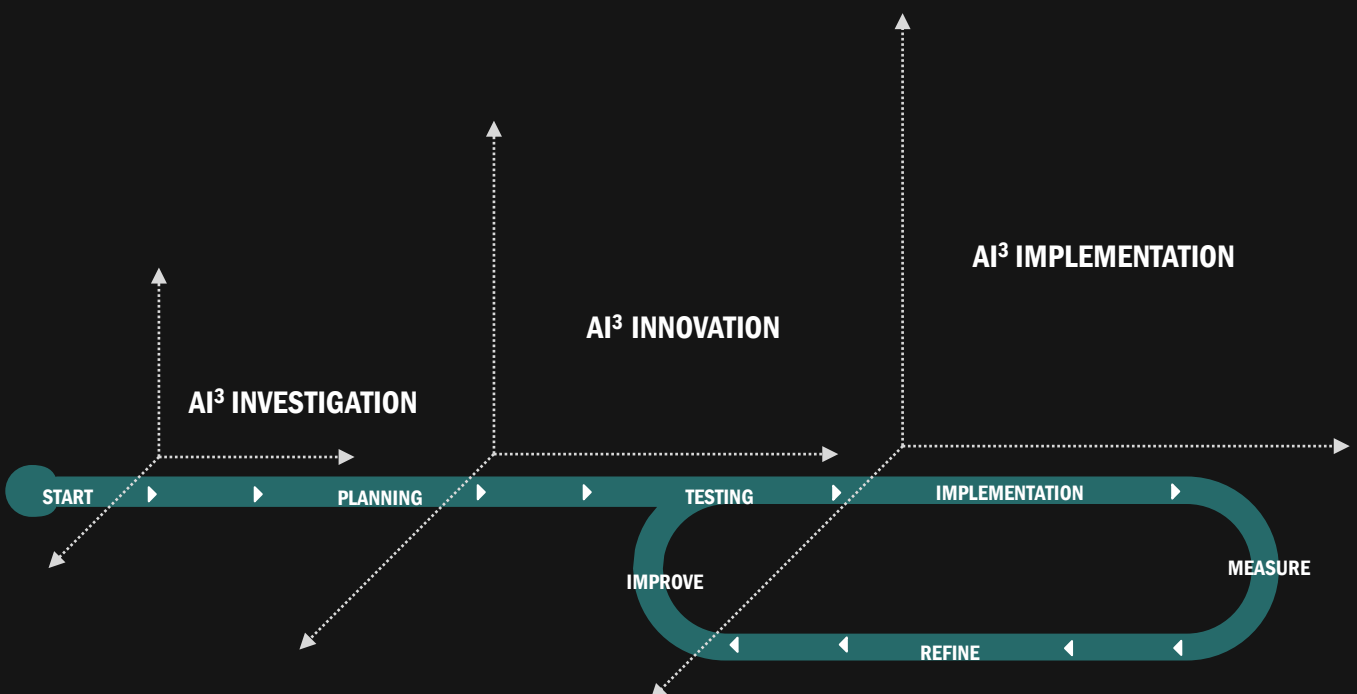 AI³ IMPLEMENTATION
AI³ INNOVATION
AI³ INVESTIGATION
START
PLANNING
TESTING
IMPLEMENTATION
IMPROVE
MEASURE
REFINE